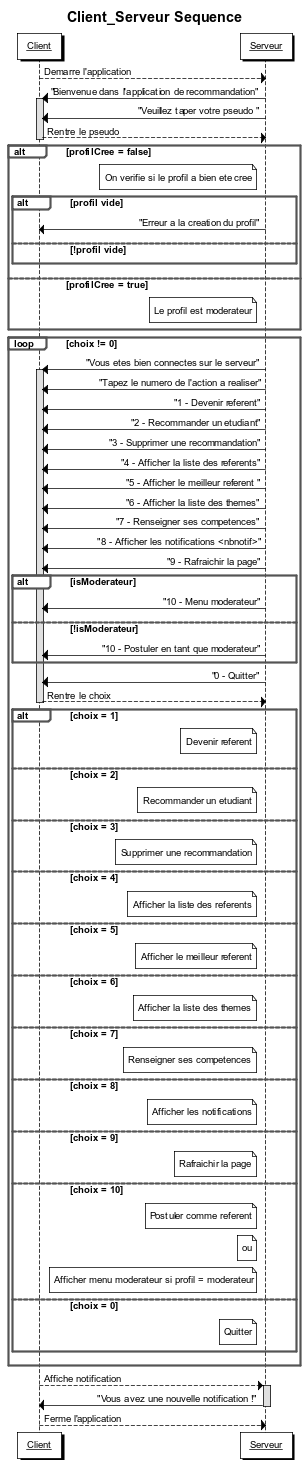 Client_Serveur Sequence
Client
Serveur
Demarre l'application
"Bienvenue dans l'application de recommandation"
"Veuillez taper votre pseudo "
Rentre le pseudo
alt [profilCree = false]
On verifie si le profil a bien ete cree
alt [profil vide]
"Erreur a la creation du profil"
[!profil vide]
[profilCree = true]
Le profil est moderateur
loop [choix != 0]
"Vous etes bien connectes sur le serveur"
"Tapez le numero de l'action a realiser"
"1 - Devenir referent"
"2 - Recommander un etudiant"
"3 - Supprimer une recommandation"
"4 - Afficher la liste des referents"
"5 - Afficher le meilleur referent "
"6 - Afficher la liste des themes"
"7 - Renseigner ses competences"
"8 - Afficher les notifications <nbnotif>"
"9 - Rafraichir la page"
alt [isModerateur]
"10 - Menu moderateur"
[!isModerateur]
"10 - Postuler en tant que moderateur"
"0 - Quitter"
Rentre le choix
alt [choix = 1]
Devenir referent
[choix = 2]
Recommander un etudiant
[choix = 3]
Supprimer une recommandation
[choix = 4]
Afficher la liste des referents
[choix = 5]
Afficher le meilleur referent
[choix = 6]
Afficher la liste des themes
[choix = 7]
Renseigner ses competences
[choix = 8]
Afficher les notifications
[choix = 9]
Rafraichir la page
[choix = 10]
Postuler comme referent
ou
Afficher menu moderateur si profil = moderateur
[choix = 0]
Quitter
Affiche notification
"Vous avez une nouvelle notification !"
Ferme l'application
Client
Serveur